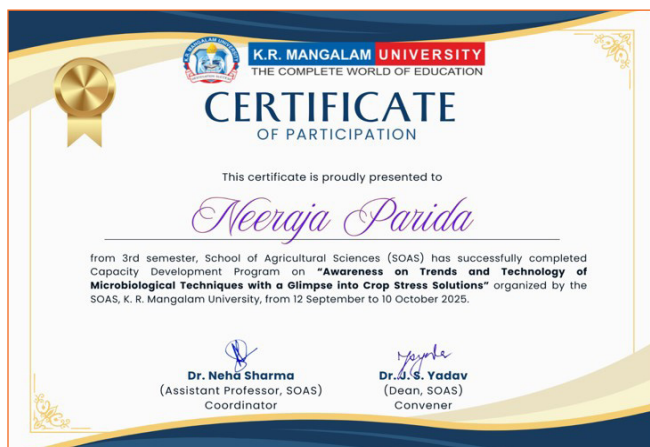 K.R. MANGALAM UNIVERSITY
THE COMPLETE WORLD OF EDUCATION
CERTIFICATE
OF PARTICIPATION
This certificate is proudly presented to
Neeraja Parida
from 3rd semester, School of Agricultural Sciences (SOAS) has successfully completed
Capacity Development Program on “Awareness on Trends and Technology of
Microbiological Techniques with a Glimpse into Crop Stress Solutions” organized by the
SOAS, K. R. Mangalam University, from 12 September to 10 October 2025.
Dr. Neha Sharma
(Assistant Professor, SOAS)
Coordinator
Dr. J. S. Yadav
(Dean, SOAS)
Convener